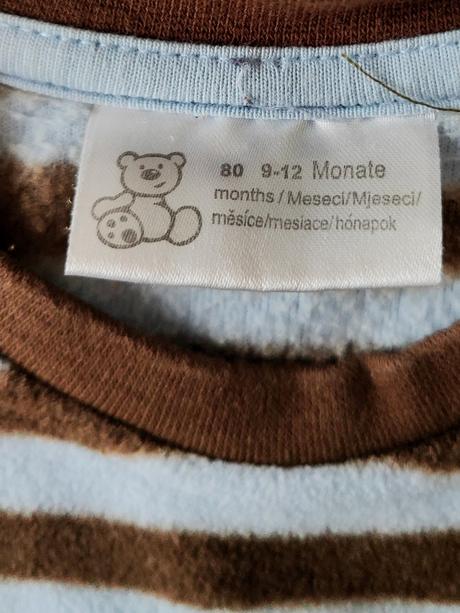 80 9-12 Monate
months/Meseci/Mjeseci/
měsíce/mesiace/hónapok